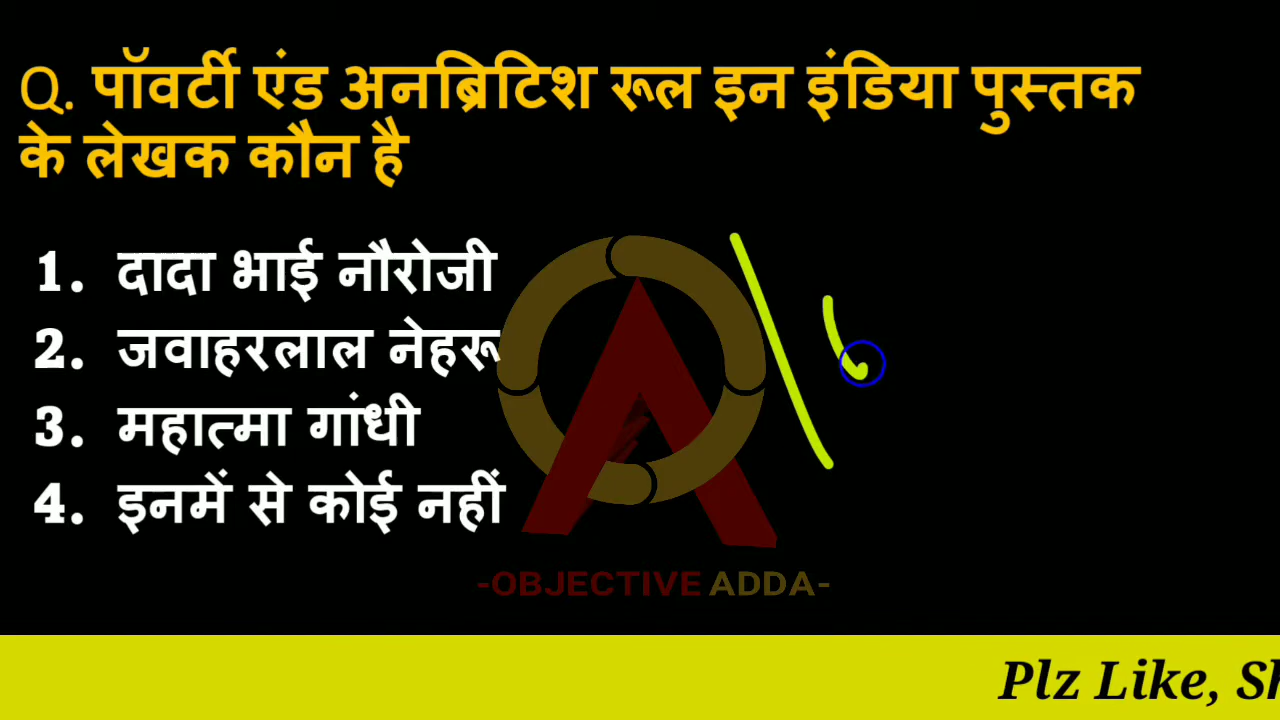 Q. पॉवर्टी एंड अनब्रिटिश रूल इन इंडिया पुस्तक
के लेखक कौन है
1. दादा भाई नौरोजी
2. जवाहरलाल नेहरू
3. महात्मा गांधी
4. इनमें से कोई नहीं
-OBJECTIVE ADDA-
Plz Like, Sh